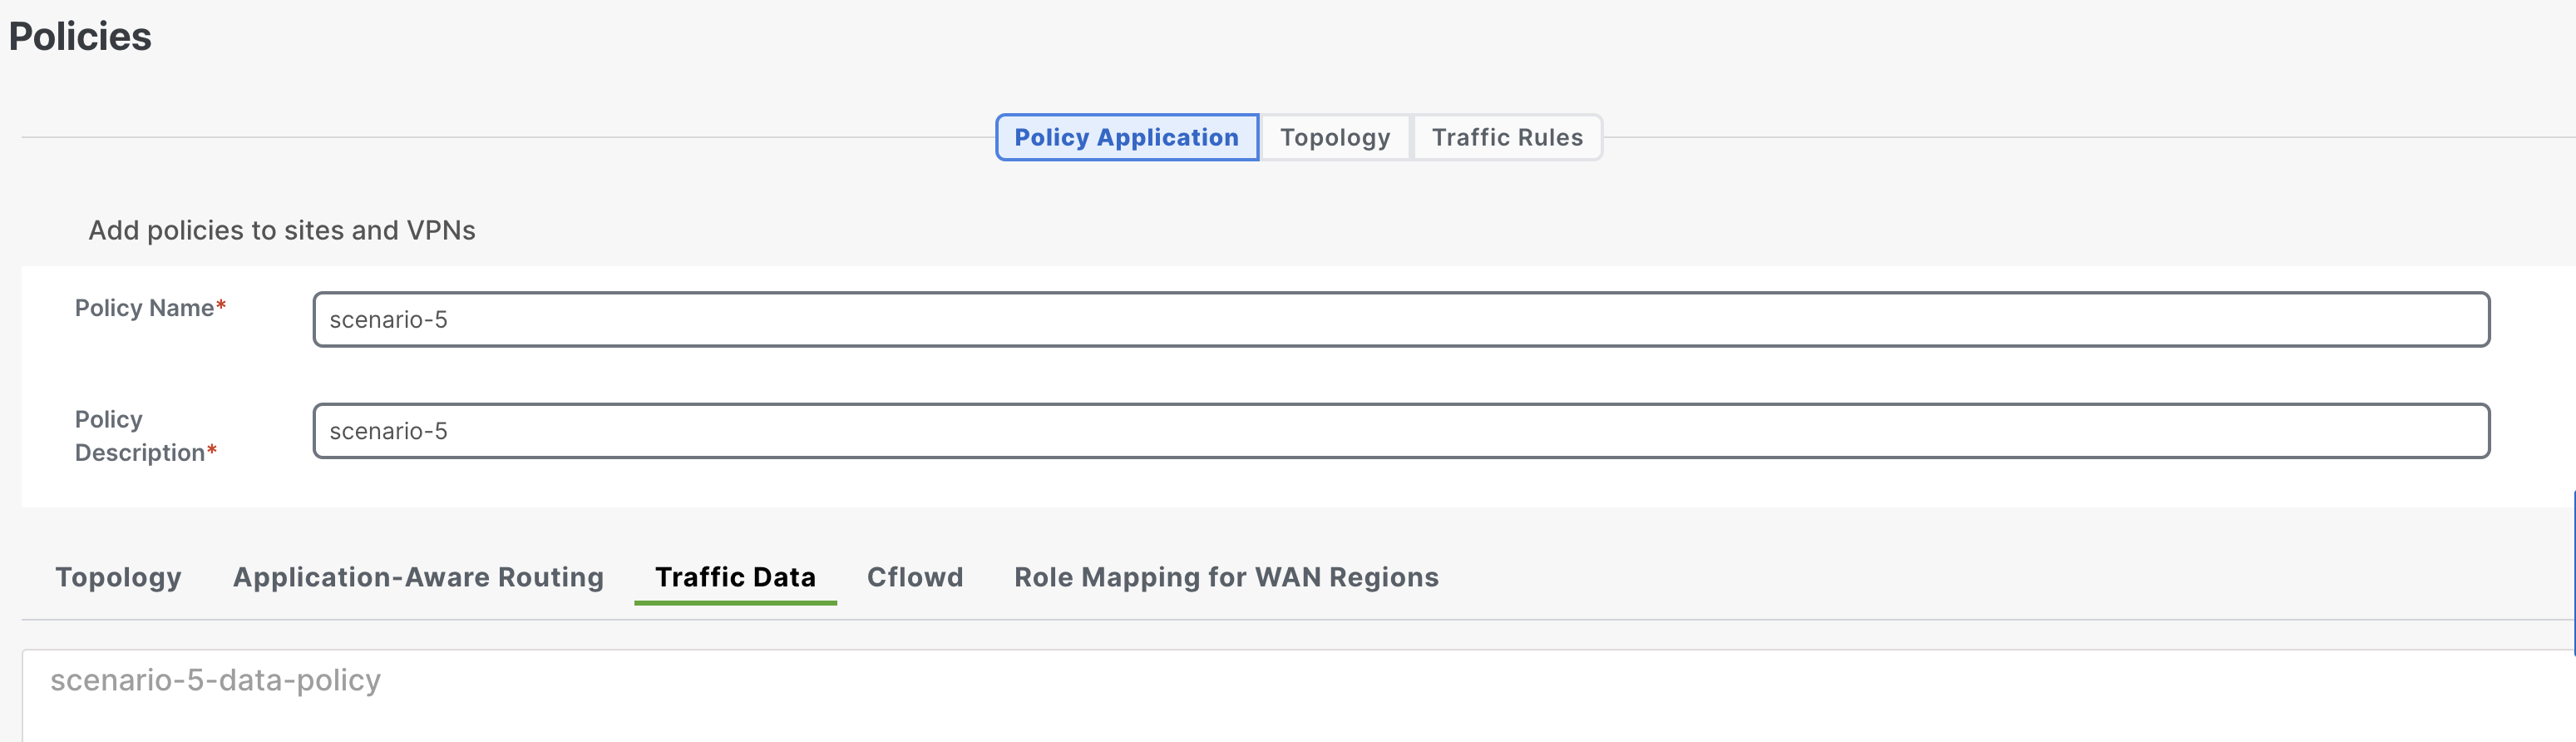 Policies
Policy Application Topology Traffic Rules
Add policies to sites and VPNs
Policy Name*
scenario-5
Policy
Description*
scenario-5
Topology Application-Aware Routing Traffic Data Cflowd Role Mapping for WAN Regions
scenario-5-data-policy